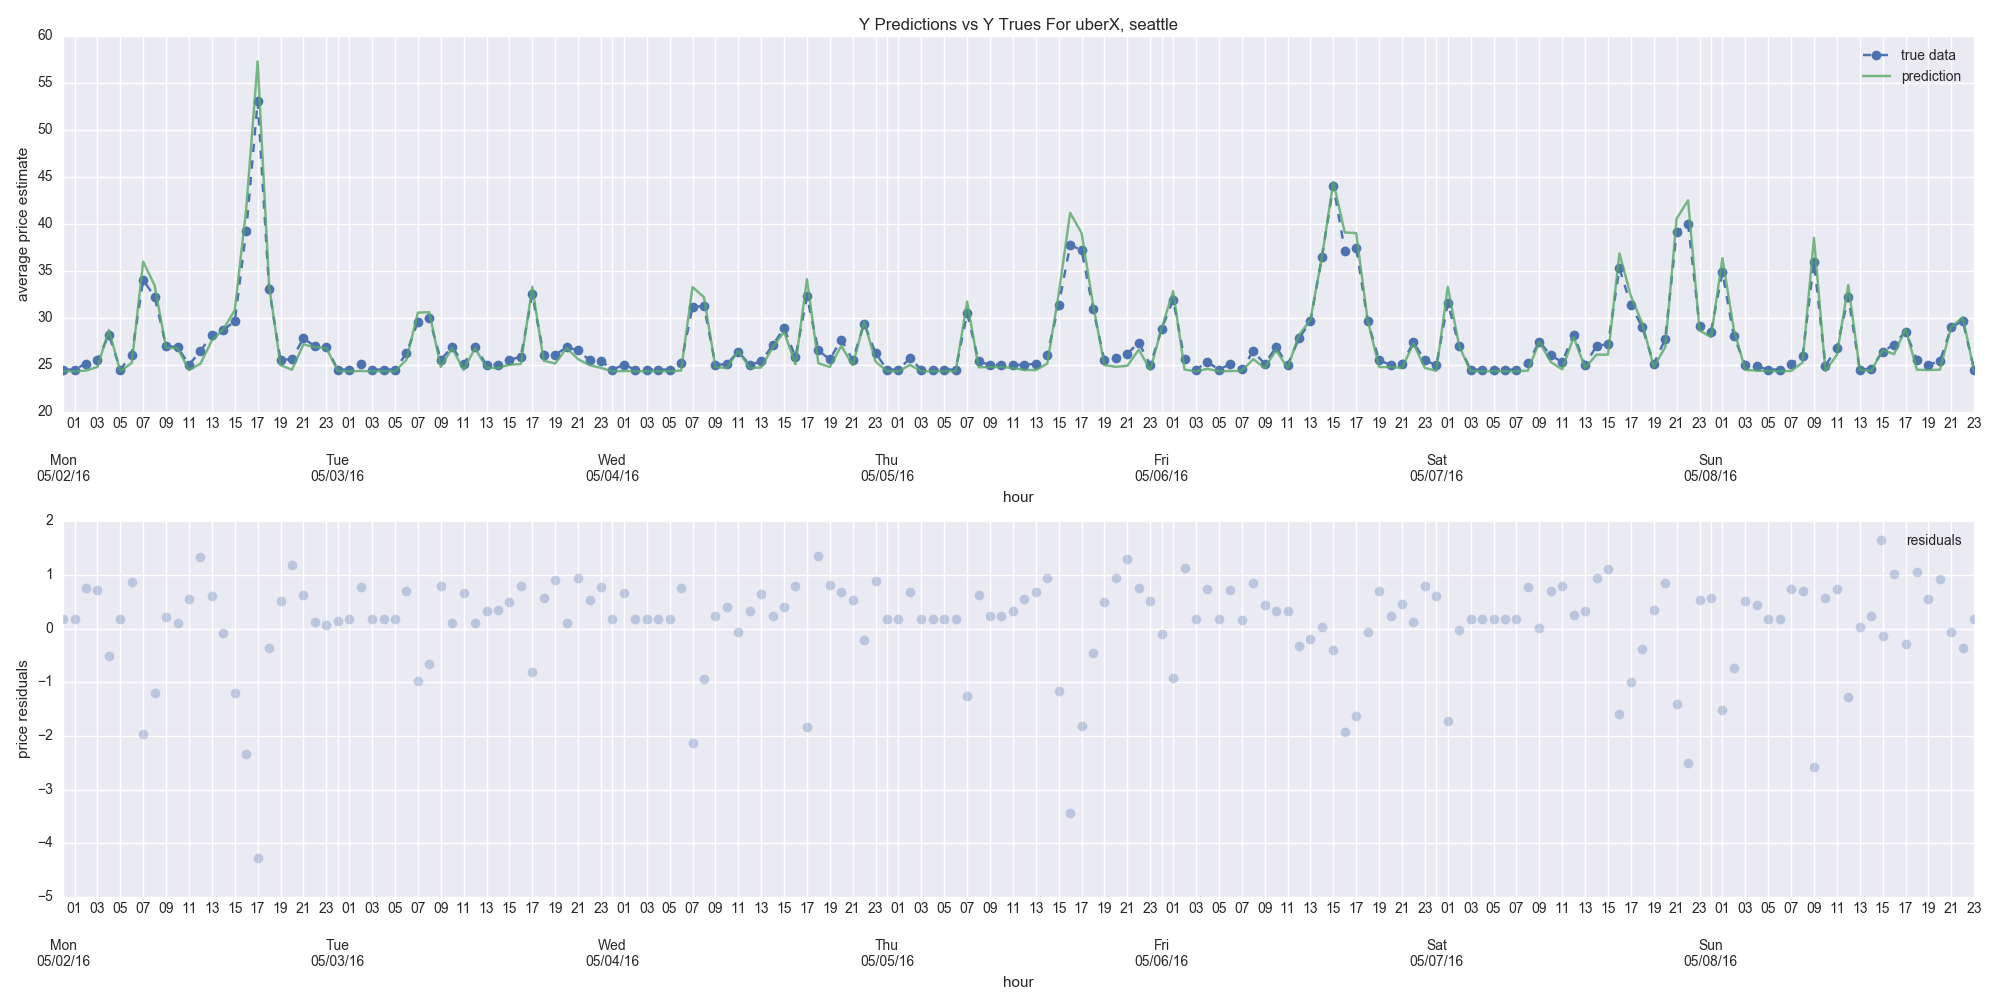 Y Predictions vs Y Trues For uberX, seattle
60
55
50
45
40
35
30
25
20
average price estimate
true data
prediction
01 03 05 07 09 11 13 15 17 19 21 23 01 03 05 07 09 11 13 15 17 19 21 23 01 03 05 07 09 11 13 15 17 19 21 23 01 03 05 07 09 11 13 15 17 19 21 23 01 03 05 07 09 11 13 15 17 19 21 23 01 03 05 07 09 11 13 15 17 19 21 23 01 03 05 07 09 11 13 15 17 19 21 23
Mon Tue Wed Thu Fri Sat Sun
05/02/16 05/03/16 05/04/16 05/05/16 05/06/16 05/07/16 05/08/16
hour
2
1
0
−1
−2
−3
−4
−5
price residuals
residuals
01 03 05 07 09 11 13 15 17 19 21 23 01 03 05 07 09 11 13 15 17 19 21 23 01 03 05 07 09 11 13 15 17 19 21 23 01 03 05 07 09 11 13 15 17 19 21 23 01 03 05 07 09 11 13 15 17 19 21 23 01 03 05 07 09 11 13 15 17 19 21 23 01 03 05 07 09 11 13 15 17 19 21 23
Mon Tue Wed Thu Fri Sat Sun
05/02/16 05/03/16 05/04/16 05/05/16 05/06/16 05/07/16 05/08/16
hour